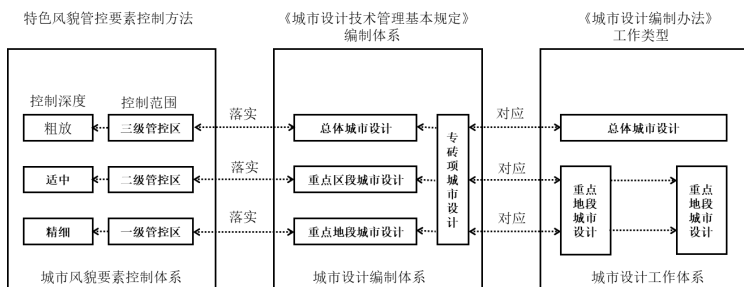 特色风貌管控要素控制方法
《城市设计技术管理基本规定》
编制体系
《城市设计编制办法》
工作类型
控制深度
控制范围
粗放
三级管控区
落实
总体城市设计
对应
总体城市设计
适中
二级管控区
落实
重点区段城市设计
专砖项城市设计
对应
重点
地段
城市
设计
重点
地段
城市
设计
精细
一级管控区
落实
重点地段城市设计
对应
城市风貌要素控制体系
城市设计编制体系
城市设计工作体系